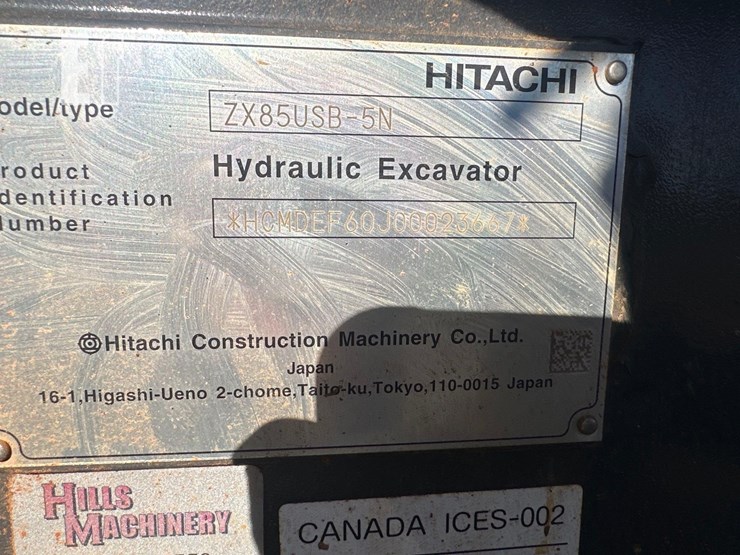 HITACHI
odel/type ZX85USB-5N
Hydraulic Excavator
roduct
dentification
umber *HCMDEF60J00023667*
Hitachi Construction Machinery Co.,Ltd.
Japan
16-1,Higashi-Ueno 2-chome,Taito-ku,Tokyo,110-0015 Japan
HILLS
MACHINERY
CANADA ICES-002